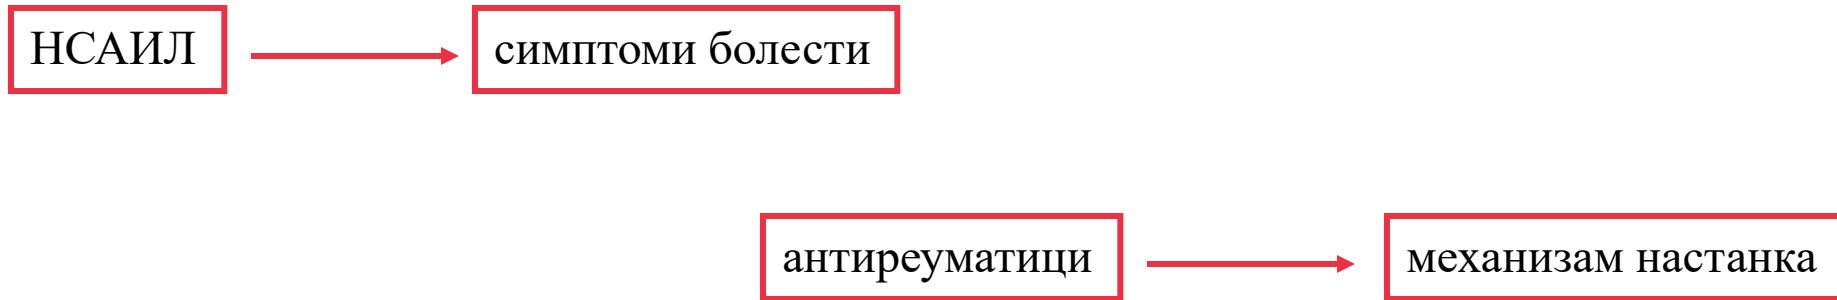 НСАИЛ
симптоми болести
антиреуматици
механизам настанка